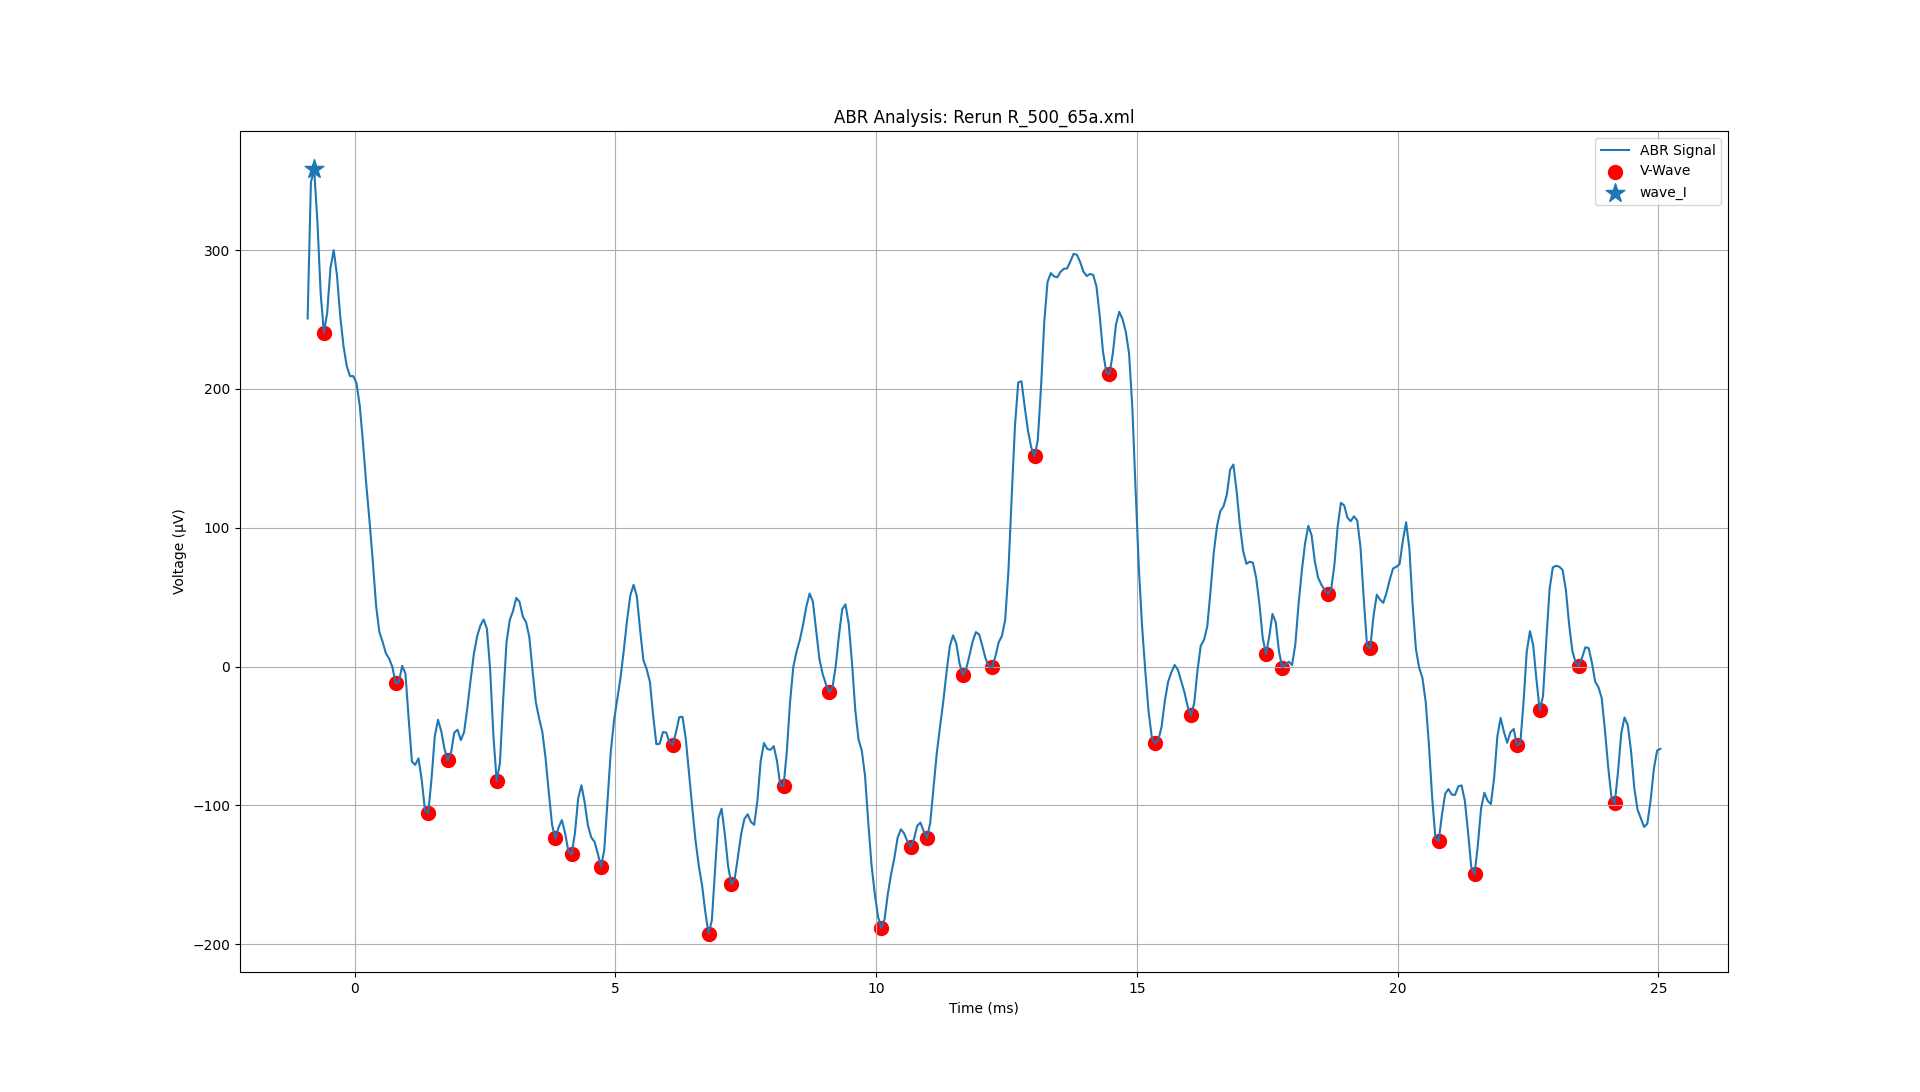 ABR Analysis: Rerun R_500_65a.xml
ABR Signal
V-Wave
wave_I
300
200
100
0
−100
−200
Voltage (µV)
0 5 10 15 20 25
Time (ms)